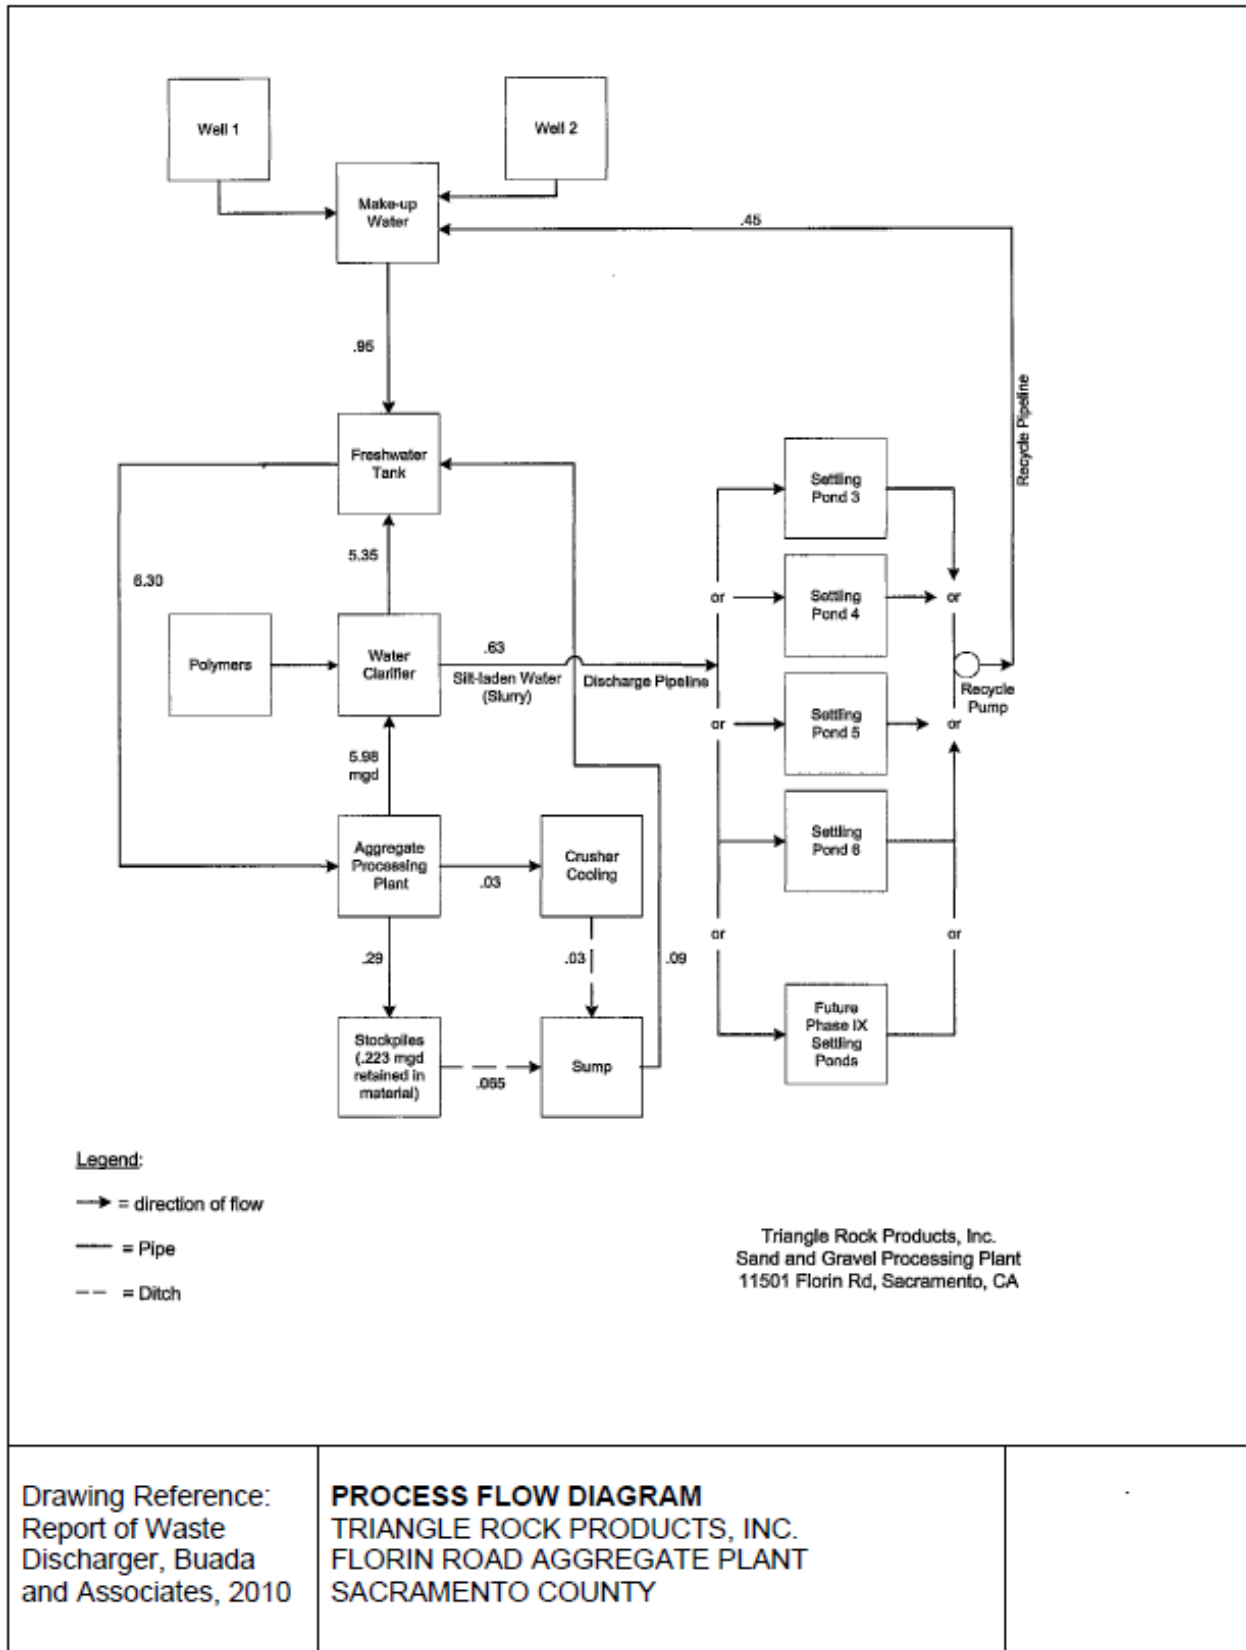 Well 1
Well 2
Make-up
Water
.45
.95
Recycle Pipeline
Freshwater
Tank
Settling
Pond 3
5.35
6.30
or
Settling
Pond 4
or
Polymers
Water
Clarifier
.63
Silt-laden Water
(Slurry)
Discharge Pipeline
Recycle
Pump
or
Settling
Pond 5
or
5.98
mgd
Aggregate
Processing
Plant
.03
Crusher
Cooling
Settling
Pond 6
.29
.03
.09
or
or
Stockpiles
(.223 mgd
retained in
material)
.065
Sump
Future
Phase IX
Settling
Ponds
Legend:
= direction of flow
= Pipe
= Ditch
Triangle Rock Products, Inc.
Sand and Gravel Processing Plant
11501 Florin Rd, Sacramento, CA
Drawing Reference:
Report of Waste
Discharger, Buada
and Associates, 2010
PROCESS FLOW DIAGRAM
TRIANGLE ROCK PRODUCTS, INC.
FLORIN ROAD AGGREGATE PLANT
SACRAMENTO COUNTY